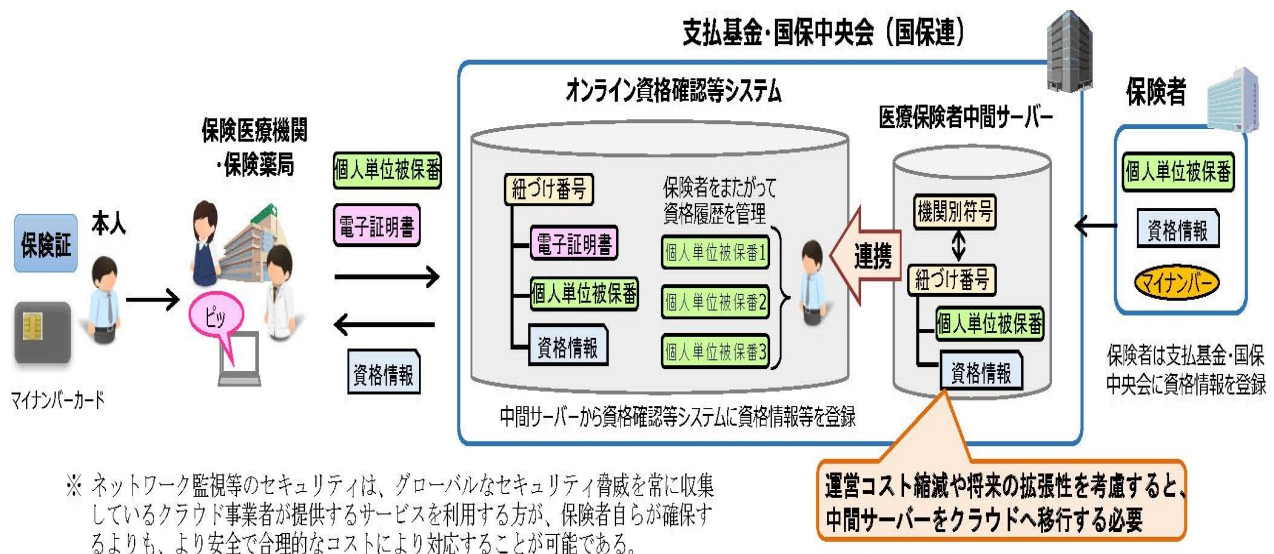 支払基金・国保中央会（国保連）
オンライン資格確認等システム
医療保険者中間サーバー
保険者
保険医療機関
・保険薬局
本人
保険証
マイナンバーカード
ピッ
個人単位被保番
電子証明書
資格情報
紐づけ番号
電子証明書
個人単位被保番
資格情報
保険者をまたがって
資格履歴を管理
個人単位被保番1
個人単位被保番2
個人単位被保番3
連携
機関別符号
紐づけ番号
個人単位被保番
資格情報
個人単位被保番
資格情報
マイナンバー
保険者は支払基金・国保
中央会に資格情報を登録
中間サーバーから資格確認等システムに資格情報等を登録
運営コスト縮減や将来の拡張性を考慮すると、
中間サーバーをクラウドへ移行する必要
※ ネットワーク監視等のセキュリティは、グローバルなセキュリティ脅威を常に収集
しているクラウド事業者が提供するサービスを利用する方が、保険者自らが確保す
るよりも、より安全で合理的なコストにより対応することが可能である。